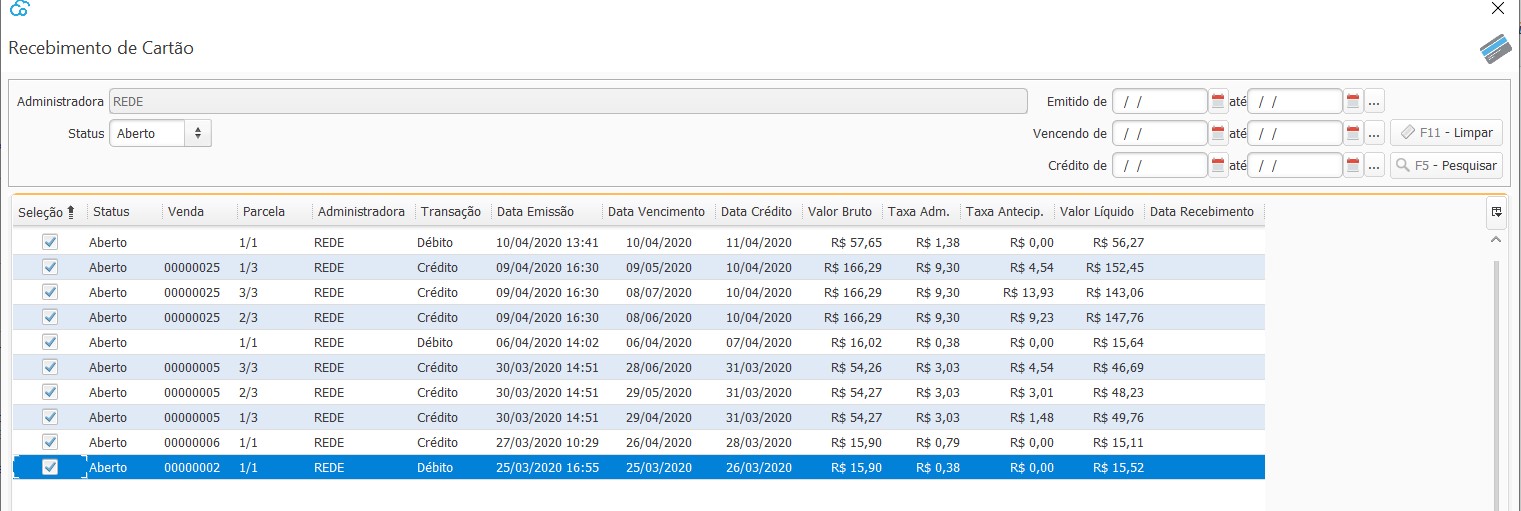 Recebimento de Cartão
Administradora REDE Emitido de / / até / / ...
Status Aberto Vencendo de / / até / / ... F11 - Limpar
Crédito de / / até / / ... F5 - Pesquisar
Seleção Status Venda Parcela Administradora Transação Data Emissão Data Vencimento Data Crédito Valor Bruto Taxa Adm. Taxa Antecip. Valor Líquido Data Recebimento
Aberto 1/1 REDE Débito 10/04/2020 13:41 10/04/2020 11/04/2020 R$ 57,65 R$ 1,38 R$ 0,00 R$ 56,27
Aberto 00000025 1/3 REDE Crédito 09/04/2020 16:30 09/05/2020 10/04/2020 R$ 166,29 R$ 9,30 R$ 4,54 R$ 152,45
Aberto 00000025 3/3 REDE Crédito 09/04/2020 16:30 08/07/2020 10/04/2020 R$ 166,29 R$ 9,30 R$ 13,93 R$ 143,06
Aberto 00000025 2/3 REDE Crédito 09/04/2020 16:30 08/06/2020 10/04/2020 R$ 166,29 R$ 9,30 R$ 9,23 R$ 147,76
Aberto 1/1 REDE Débito 06/04/2020 14:02 06/04/2020 07/04/2020 R$ 16,02 R$ 0,38 R$ 0,00 R$ 15,64
Aberto 00000005 3/3 REDE Crédito 30/03/2020 14:51 28/06/2020 31/03/2020 R$ 54,26 R$ 3,03 R$ 4,54 R$ 46,69
Aberto 00000005 2/3 REDE Crédito 30/03/2020 14:51 29/05/2020 31/03/2020 R$ 54,27 R$ 3,03 R$ 3,01 R$ 48,23
Aberto 00000005 1/3 REDE Crédito 30/03/2020 14:51 29/04/2020 31/03/2020 R$ 54,27 R$ 3,03 R$ 1,48 R$ 49,76
Aberto 00000006 1/1 REDE Crédito 27/03/2020 10:29 26/04/2020 28/03/2020 R$ 15,90 R$ 0,79 R$ 0,00 R$ 15,11
Aberto 00000002 1/1 REDE Débito 25/03/2020 16:55 25/03/2020 26/03/2020 R$ 15,90 R$ 0,38 R$ 0,00 R$ 15,52